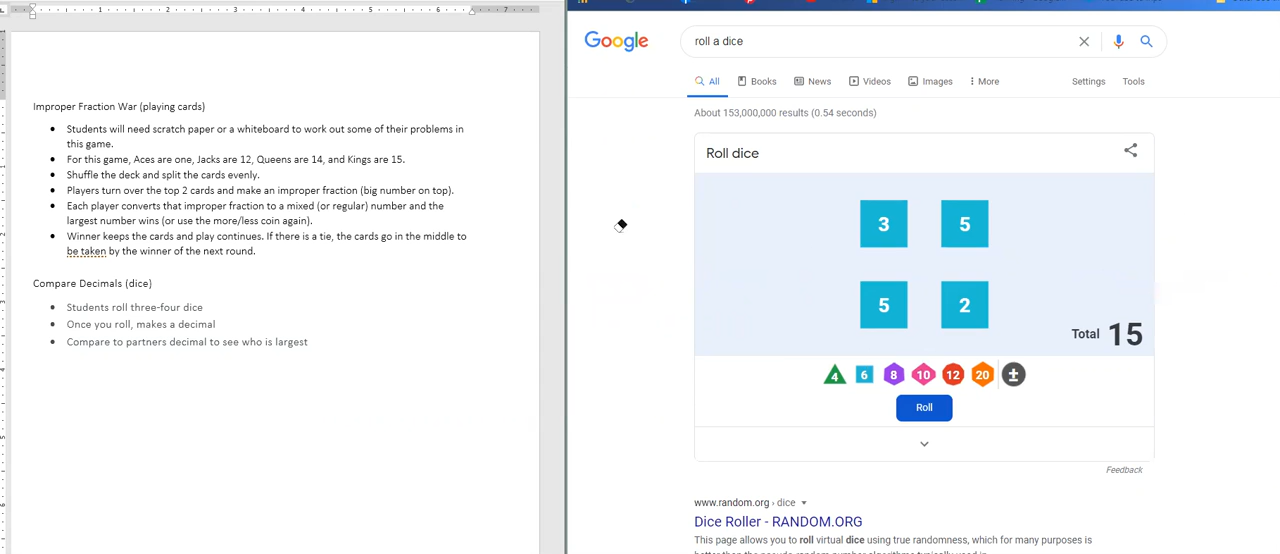 Improper Fraction War (playing cards)
Students will need scratch paper or a whiteboard to work out some of their problems in
this game.
For this game, Aces are one, Jacks are 12, Queens are 14, and Kings are 15.
Shuffle the deck and split the cards evenly.
Players turn over the top 2 cards and make an improper fraction (big number on top).
Each player converts that improper fraction to a mixed (or regular) number and the
largest number wins (or use the more/less coin again).
Winner keeps the cards and play continues. If there is a tie, the cards go in the middle to
be taken by the winner of the next round.
Compare Decimals (dice)
Students roll three-four dice
Once you roll, makes a decimal
Compare to partners decimal to see who is largest
Google
roll a dice
All Books News Videos Images More Settings Tools
About 153,000,000 results (0.54 seconds)
Roll dice
3 5
5 2
Total 15
4 6 8 10 12 20 ±
Roll
Feedback
www.random.org › dice
Dice Roller - RANDOM.ORG
This page allows you to roll virtual dice using true randomness, which for many purposes is